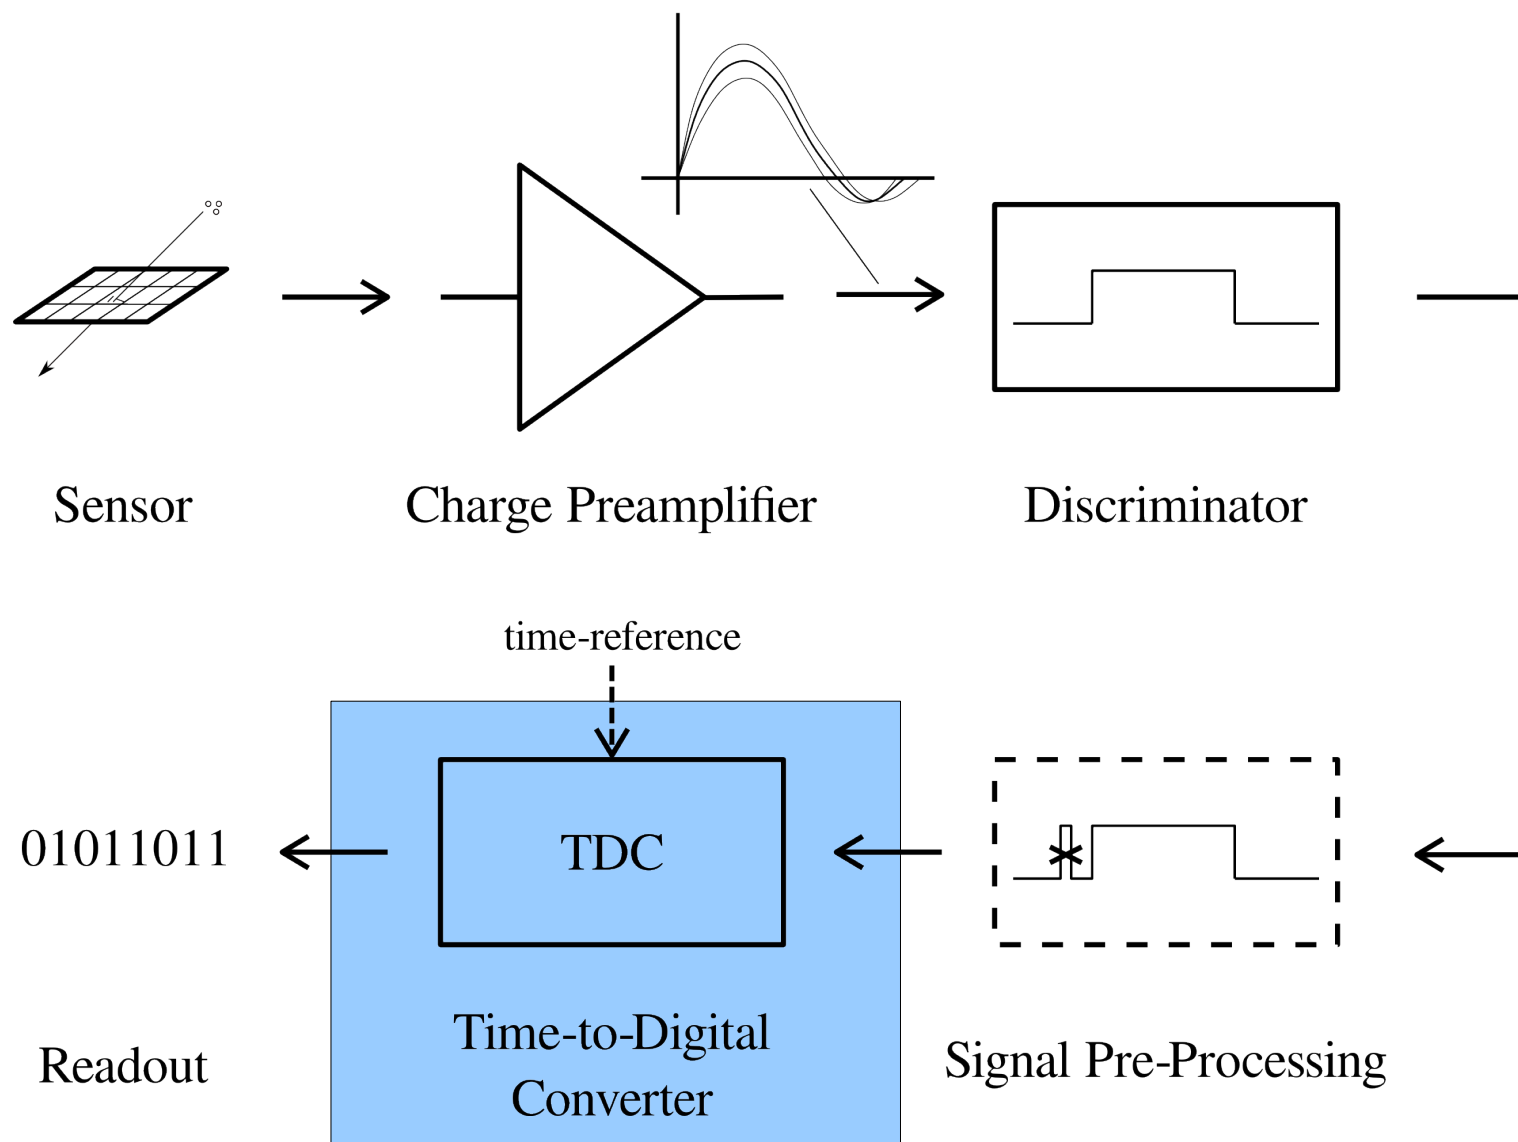 Sensor
Charge Preamplifier
Discriminator
time-reference
01011011
TDC
Readout
Time-to-Digital
Converter
Signal Pre-Processing